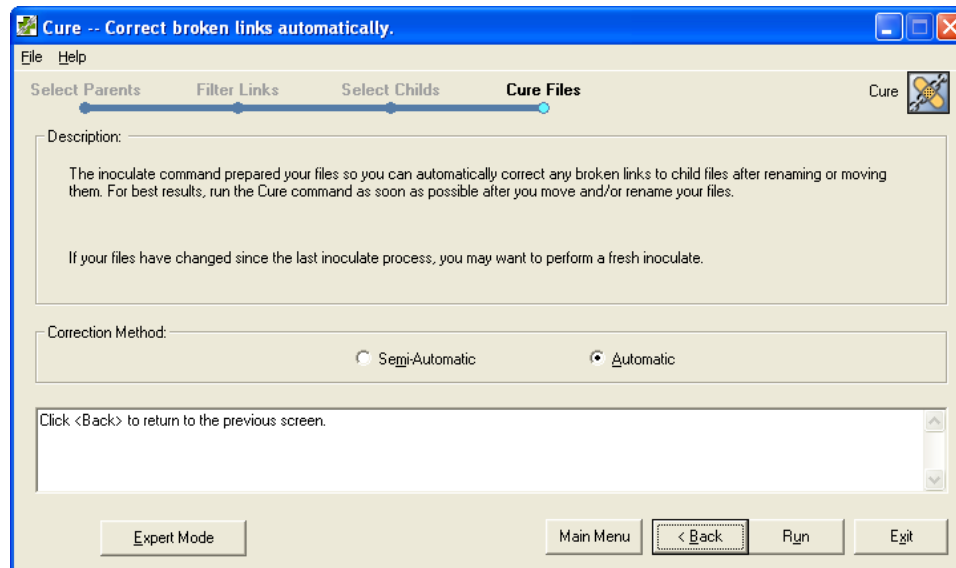 Cure -- Correct broken links automatically.
File Help
Select Parents Filter Links Select Childs Cure Files Cure
Description:
The inoculate command prepared your files so you can automatically correct any broken links to child files after renaming or moving
them. For best results, run the Cure command as soon as possible after you move and/or rename your files.
If your files have changed since the last inoculate process, you may want to perform a fresh inoculate.
Correction Method:
Semi-Automatic Automatic
Click <Back> to return to the previous screen.
Expert Mode Main Menu < Back Run Exit